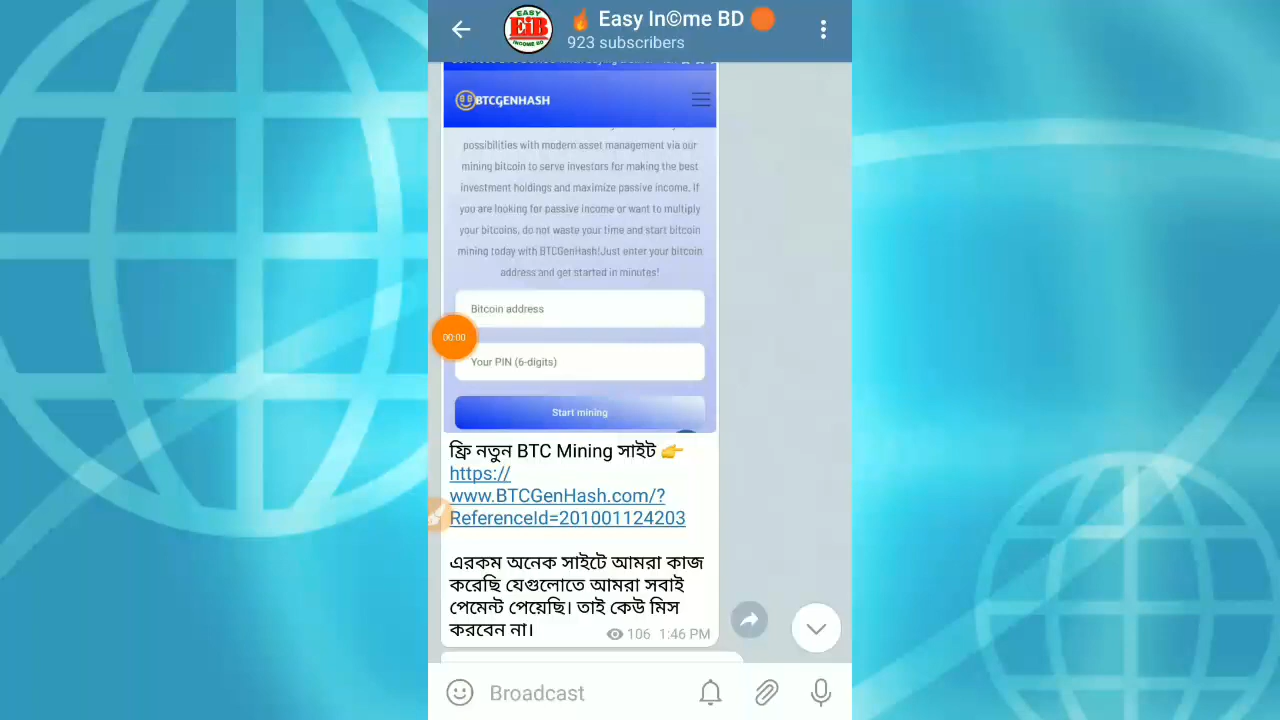 🔥 Easy In©me BD 🟠
923 subscribers
EASY
EiB
INCOME BD
BTCGENHASH
possibilities with modern asset management via our
mining bitcoin to serve investors for making the best
investment holdings and maximize passive income. If
you are looking for passive income or want to multiply
your bitcoins, do not waste your time and start bitcoin
mining today with BTCGenHash!Just enter your bitcoin
address and get started in minutes!
Bitcoin address
00:00
Your PIN (6-digits)
Start mining
ফ্রি নতুন BTC Mining সাইট 👉
https://
www.BTCGenHash.com/?
ReferenceId=201001124203
এরকম অনেক সাইটে আমরা কাজ
করেছি যেগুলোতে আমরা সবাই
পেমেন্ট পেয়েছি। তাই কেউ মিস
করবেন না।
106 1:46 PM
Broadcast